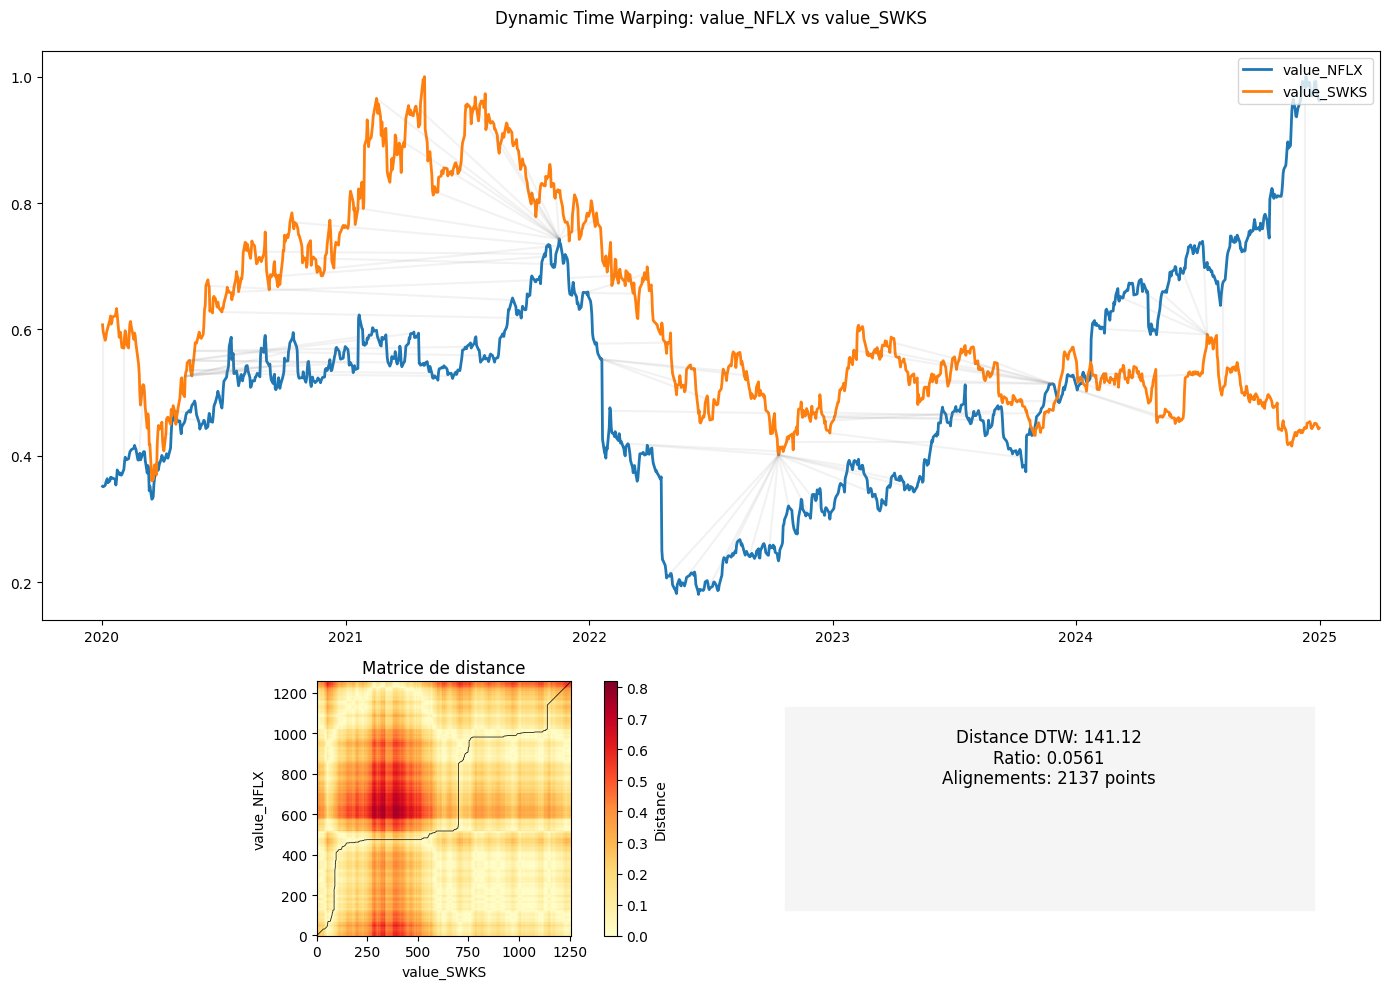 Dynamic Time Warping: value_NFLX vs value_SWKS
value_NFLX
value_SWKS
1.0
0.8
0.6
0.4
0.2
2020 2021 2022 2023 2024 2025
Matrice de distance
value_NFLX
1200
1000
800
600
400
200
0
0 250 500 750 1000 1250
value_SWKS
0.8
0.7
0.6
0.5
0.4
0.3
0.2
0.1
0.0
Distance
Distance DTW: 141.12
Ratio: 0.0561
Alignements: 2137 points